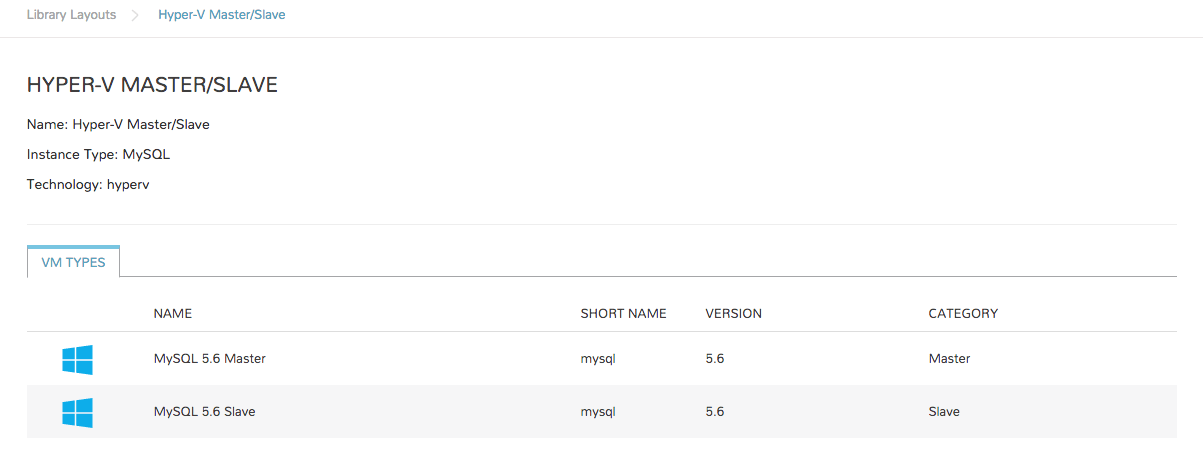 Library Layouts > Hyper-V Master/Slave
HYPER-V MASTER/SLAVE
Name: Hyper-V Master/Slave
Instance Type: MySQL
Technology: hyperv
VM TYPES
NAME SHORT NAME VERSION CATEGORY
MySQL 5.6 Master mysql 5.6 Master
MySQL 5.6 Slave mysql 5.6 Slave